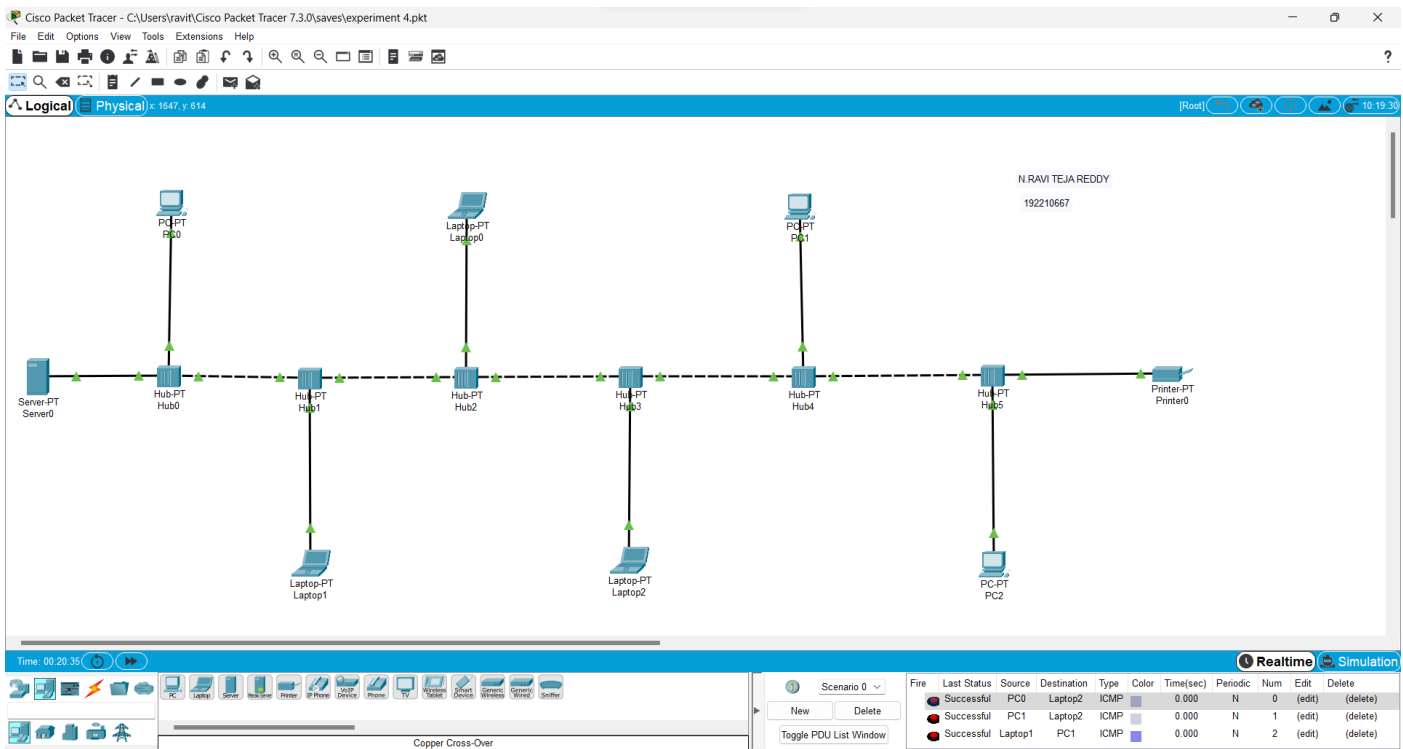 Cisco Packet Tracer - C:\Users\ravit\Cisco Packet Tracer 7.3.0\saves\experiment 4.pkt
File Edit Options View Tools Extensions Help
?
Logical Physical x: 1647, y: 614 [Root] 10:19:30
N.RAVI TEJA REDDY
192210667
PC-PT
PC0
Laptop-PT
Laptop0
PC-PT
PC1
Server-PT
Server0
Hub-PT
Hub0
Hub-PT
Hub1
Hub-PT
Hub2
Hub-PT
Hub3
Hub-PT
Hub4
Hub-PT
Hub5
Printer-PT
Printer0
Laptop-PT
Laptop1
Laptop-PT
Laptop2
PC-PT
PC2
Time: 00:20:35 Realtime Simulation
PC Laptop Server Printer IP Phone VoIP Device Phone TV Wireless Tablet Smart Device Generic Wireless Generic Wired Sniffer
Copper Cross-Over
Scenario 0
New Delete
Toggle PDU List Window
Fire Last Status Source Destination Type Color Time(sec) Periodic Num Edit Delete
Successful PC0 Laptop2 ICMP 0.000 N 0 (edit) (delete)
Successful PC1 Laptop2 ICMP 0.000 N 1 (edit) (delete)
Successful Laptop1 PC1 ICMP 0.000 N 2 (edit) (delete)